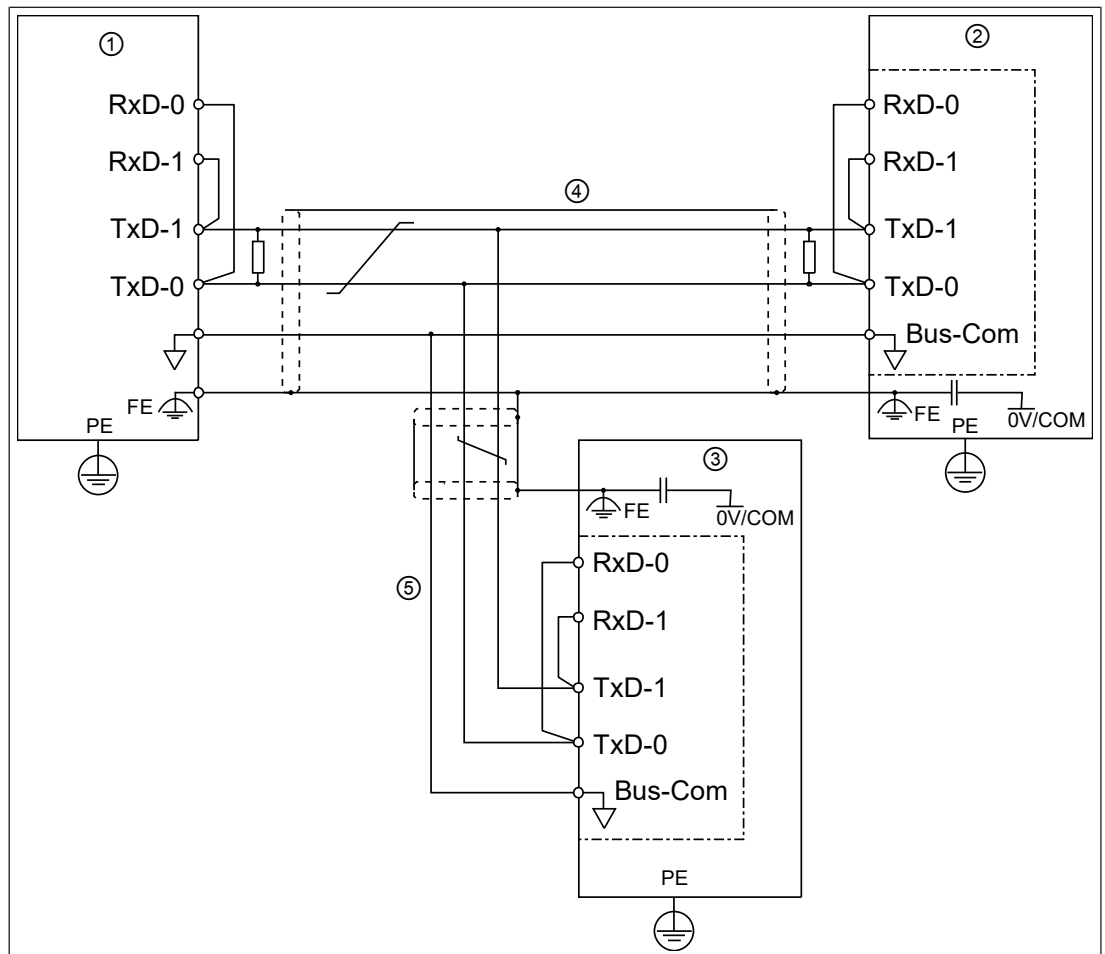 ①
RxD-0
RxD-1
TxD-1
TxD-0
FE
PE
④
②
RxD-0
RxD-1
TxD-1
TxD-0
Bus-Com
FE
0V/COM
PE
③
FE
0V/COM
RxD-0
RxD-1
TxD-1
TxD-0
Bus-Com
PE
⑤